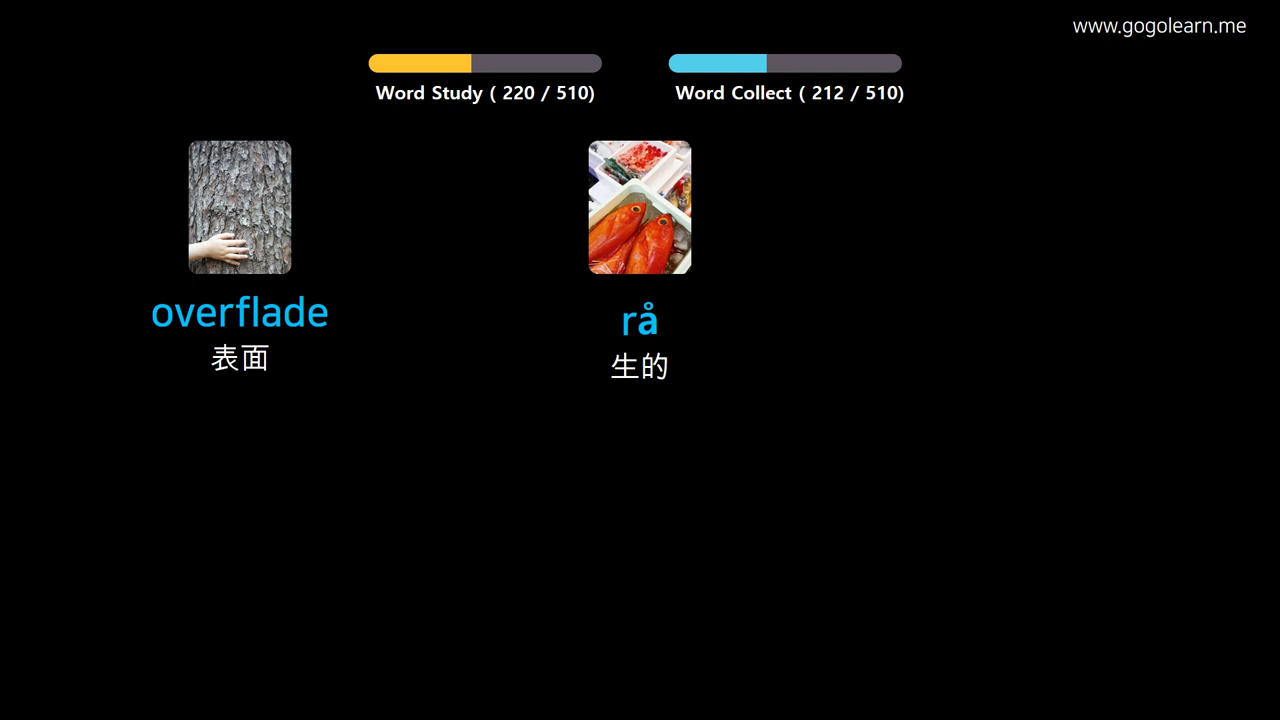 www.gogolearn.me
Word Study ( 220 / 510)
Word Collect ( 212 / 510)
overflade
表面
rå
生的